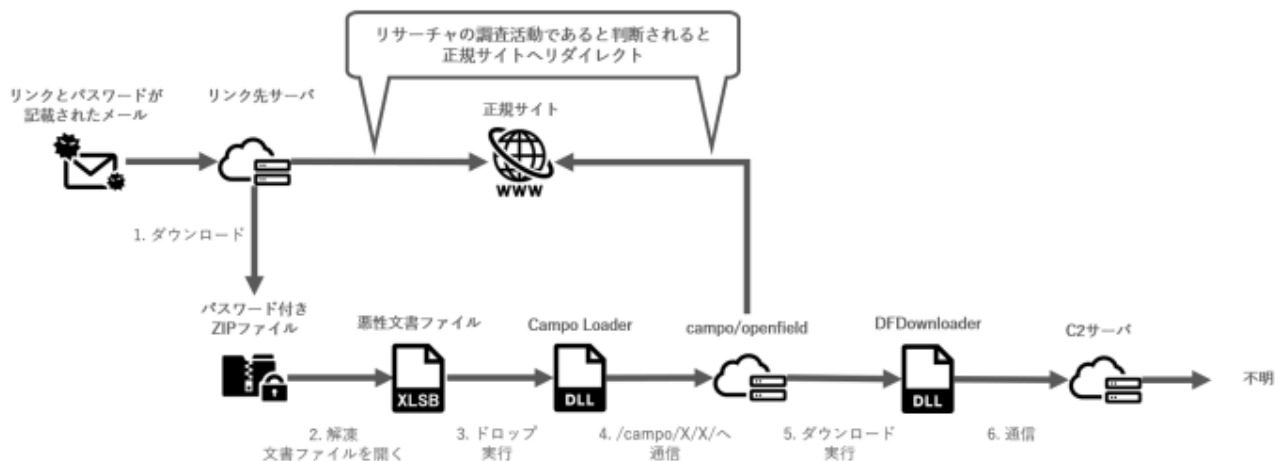 リサーチャの調査活動であると判断されると
正規サイトへリダイレクト
リンクとパスワードが
記載されたメール
リンク先サーバ
正規サイト
WWW
1. ダウンロード
パスワード付き
ZIPファイル
悪性文書ファイル
Campo Loader
campo/openfield
DFDownloader
C2サーバ
XLSB
DLL
DLL
不明
2. 解凍
文書ファイルを開く
3. ドロップ
実行
4. /campo/X/X/へ
通信
5. ダウンロード
実行
6. 通信